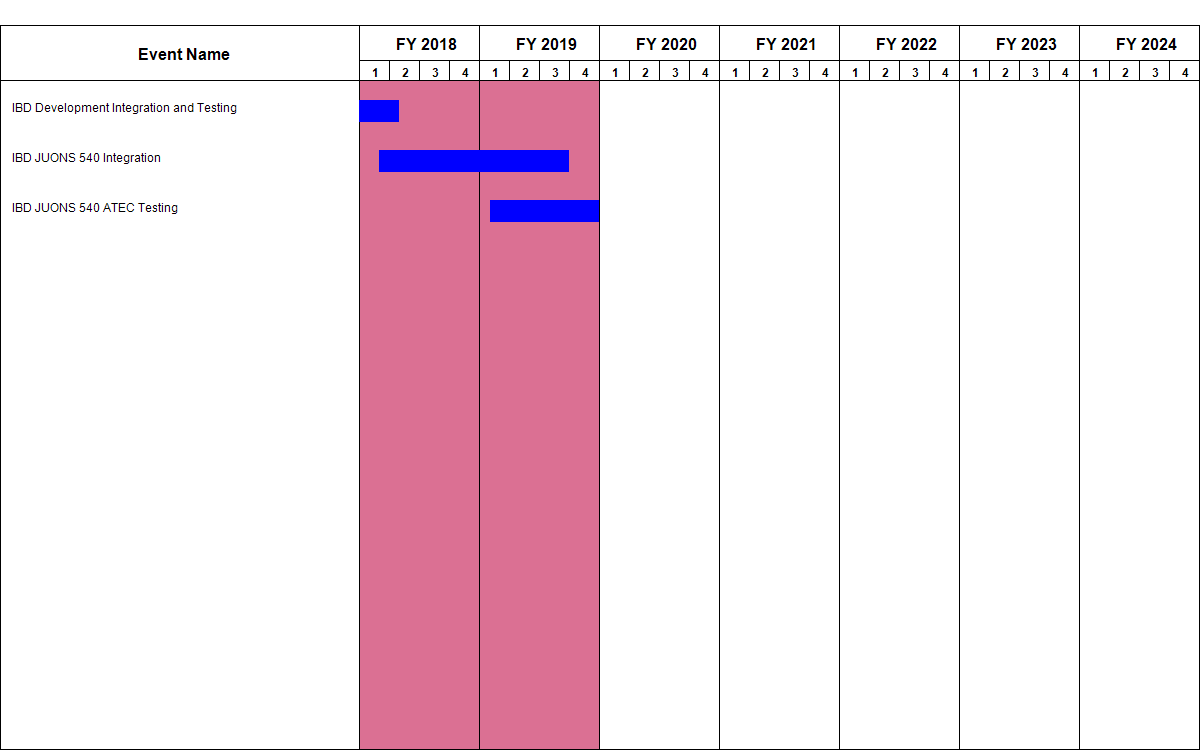 Event Name
FY 2018 FY 2019 FY 2020 FY 2021 FY 2022 FY 2023 FY 2024
1 2 3 4 1 2 3 4 1 2 3 4 1 2 3 4 1 2 3 4 1 2 3 4 1 2 3 4
IBD Development Integration and Testing
IBD JUONS 540 Integration
IBD JUONS 540 ATEC Testing